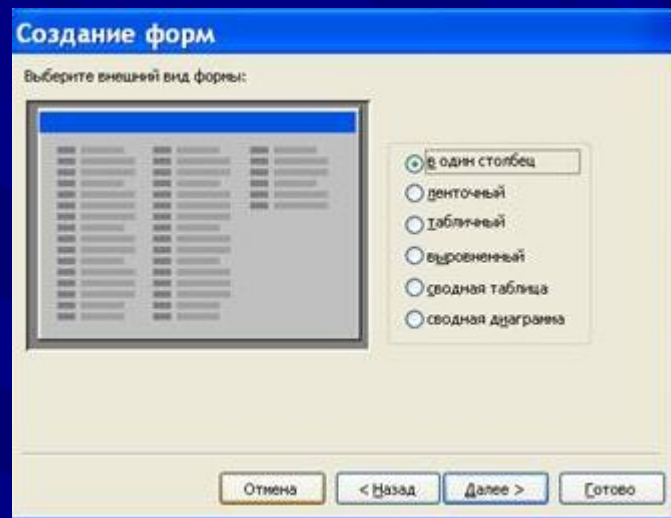 Создание форм
Выберите внешний вид формы:
в один столбец
ленточный
табличный
выровненный
сводная таблица
сводная диаграмма
Отмена
< Назад
Далее >
Готово